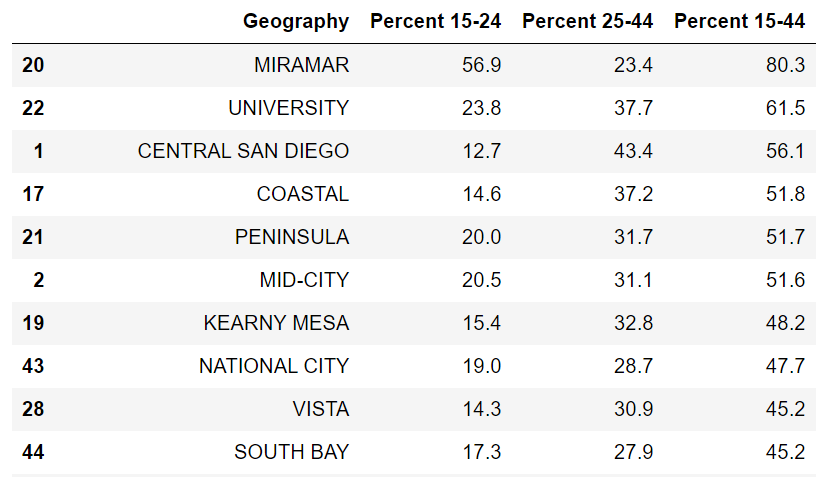 Geography Percent 15-24 Percent 25-44 Percent 15-44
20 MIRAMAR 56.9 23.4 80.3
22 UNIVERSITY 23.8 37.7 61.5
1 CENTRAL SAN DIEGO 12.7 43.4 56.1
17 COASTAL 14.6 37.2 51.8
21 PENINSULA 20.0 31.7 51.7
2 MID-CITY 20.5 31.1 51.6
19 KEARNY MESA 15.4 32.8 48.2
43 NATIONAL CITY 19.0 28.7 47.7
28 VISTA 14.3 30.9 45.2
44 SOUTH BAY 17.3 27.9 45.2